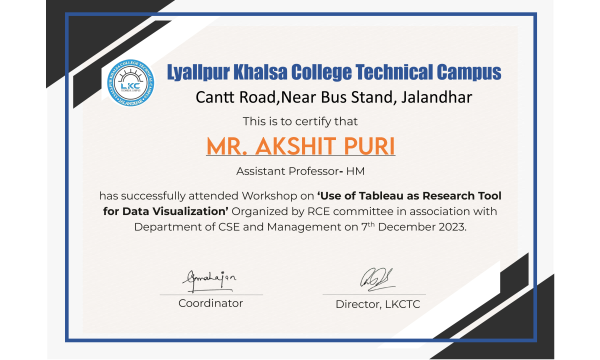 Lyallpur Khalsa College Technical Campus
LKC
Cantt Road,Near Bus Stand, Jalandhar
This is to certify that
MR. AKSHIT PURI
Assistant Professor- HM
has successfully attended Workshop on ‘Use of Tableau as Research Tool
for Data Visualization’ Organized by RCE committee in association with
Department of CSE and Management on 7th December 2023.
Coordinator
Director, LKCTC